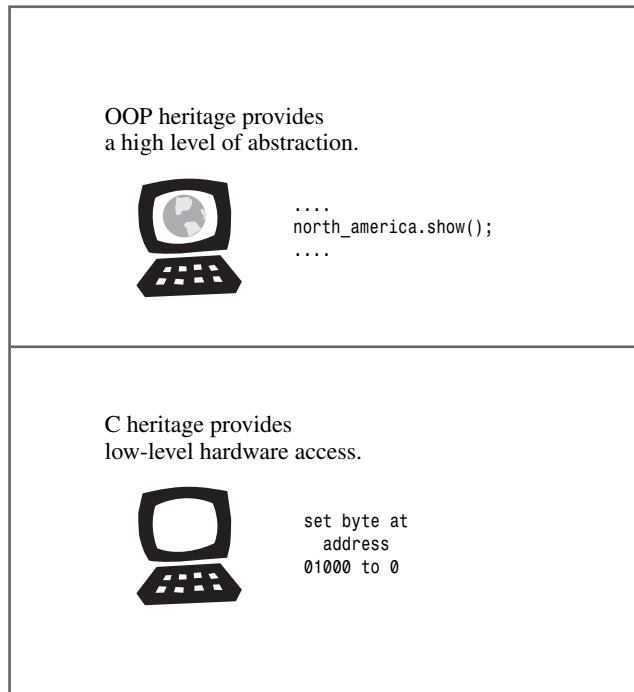 OOP heritage provides
a high level of abstraction.
....
north_america.show();
....
C heritage provides
low-level hardware access.
set byte at
address
01000 to 0